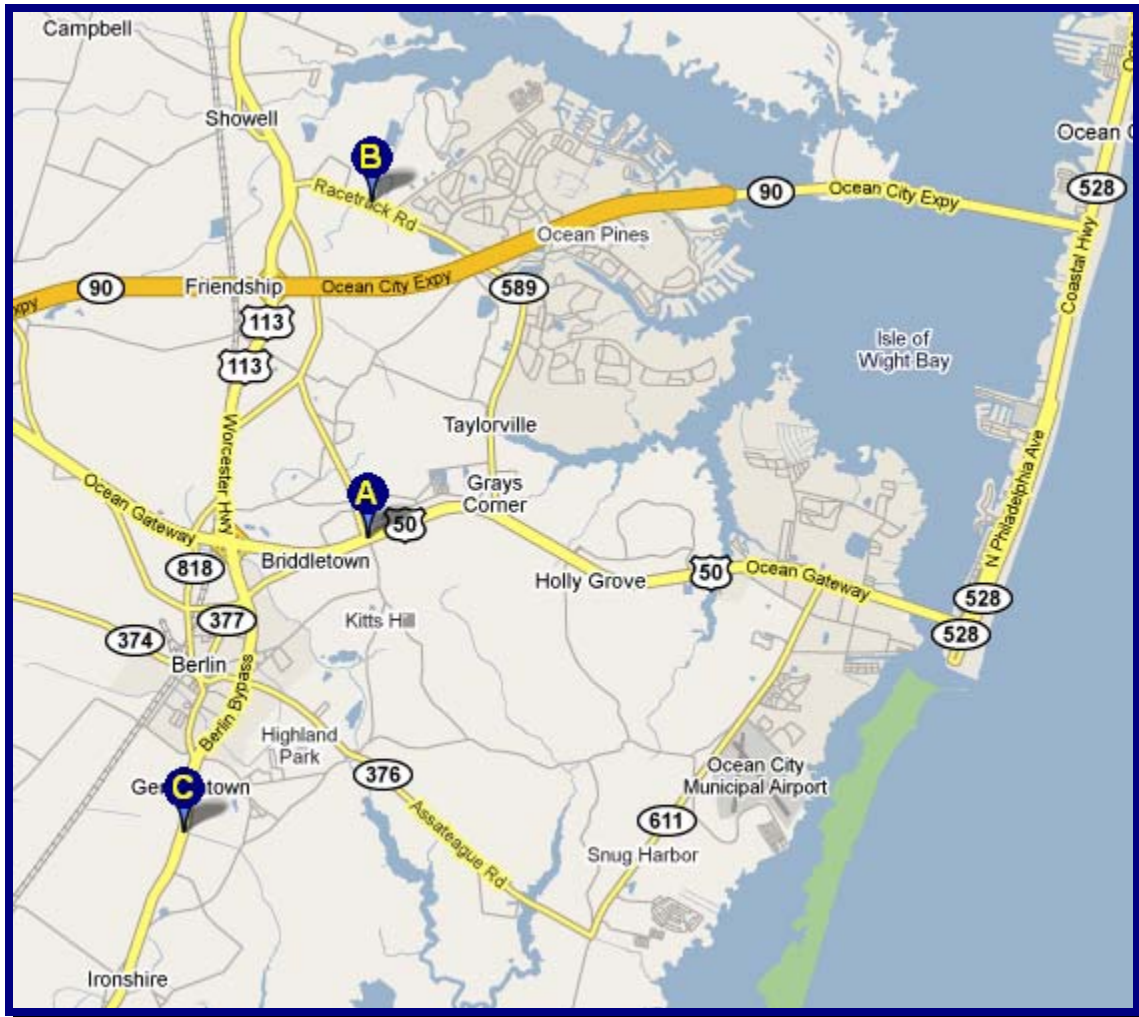 Campbell
Ocean
Showell
Ocean C
B
528
Racetrack Rd
90
Ocean City Expy
Ocean Pines
Coastal Hwy
90
Friendship
Ocean City Expy
589
xpy
113
Isle of
Wight Bay
113
Taylorville
Worcester Hwy
N Philadelphia Ave
Ocean Gateway
Grays
Corner
A
50
Briddletown
818
Holly Grove
50
Ocean Gateway
528
377
Kitts Hill
374
528
Berlin
Berlin Bypass
Highland
Park
376
Ocean City
Municipal Airport
C
611
Assateague Rd
Snug Harbor
Ironshire